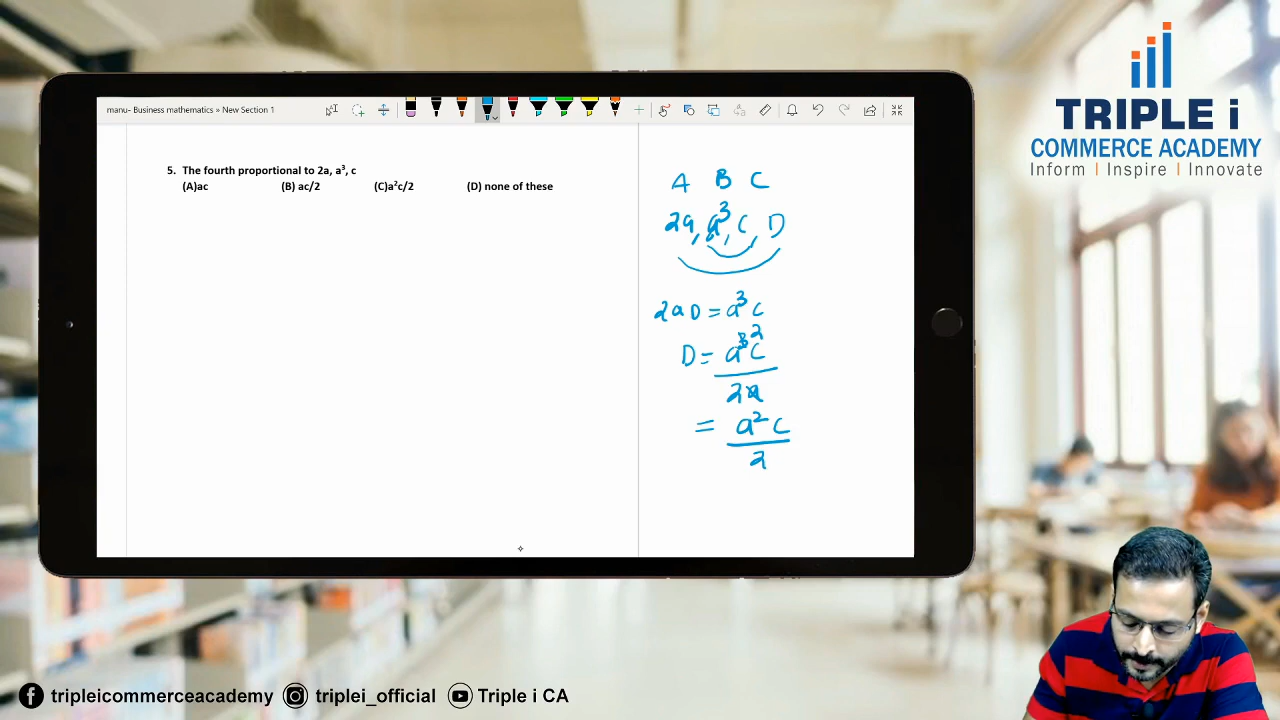 manu- Business mathematics » New Section 1
5. The fourth proportional to 2a, a³, c
(A)ac (B) ac/2 (C)a²c/2 (D) none of these
A B C
2a, a³, C, D
2aD = a³C
2
D = a³C
2a
= a²C
2
TRIPLE i
COMMERCE ACADEMY
Inform | Inspire | Innovate
tripleicommerceacademy triplei_official Triple i CA